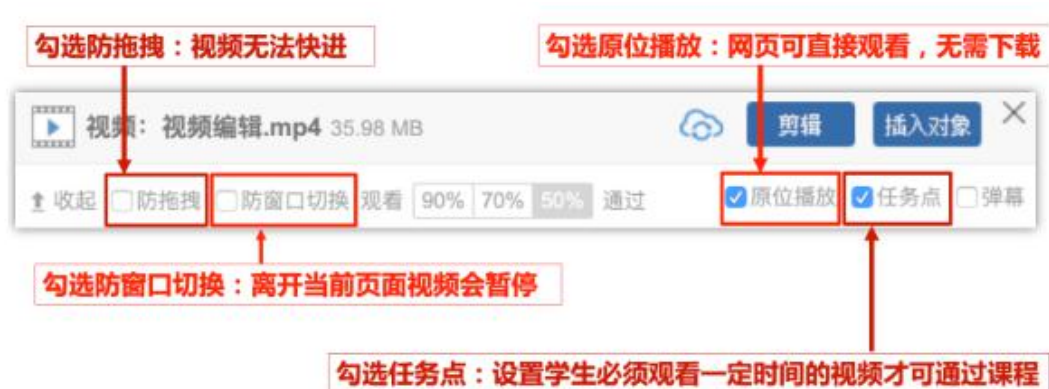 勾选防拖拽：视频无法快进
勾选原位播放：网页可直接观看，无需下载
视频：视频编辑.mp4 35.98 MB 剪辑 插入对象
收起 防拖拽 防窗口切换 观看 90% 70% 50% 通过 原位播放 任务点 弹幕
勾选防窗口切换：离开当前页面视频会暂停
勾选任务点：设置学生必须观看一定时间的视频才可通过课程